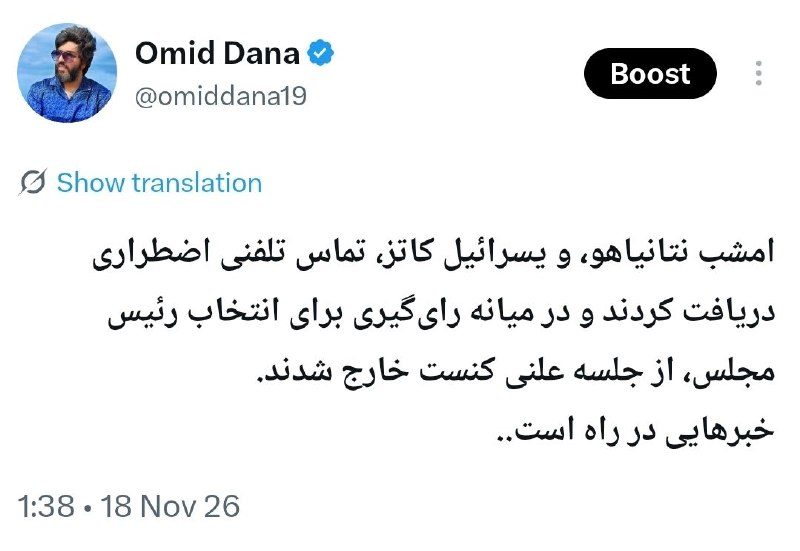 Omid Dana
Boost
@omiddana19
Show translation
امشب نتانیاهو، و یسرائیل کاتز، تماس تلفنی اضطراری
دریافت کردند و در میانه رای‌گیری برای انتخاب رئیس
مجلس، از جلسه علنی کنست خارج شدند.
خبرهایی در راه است..
1:38 • 18 Nov 26